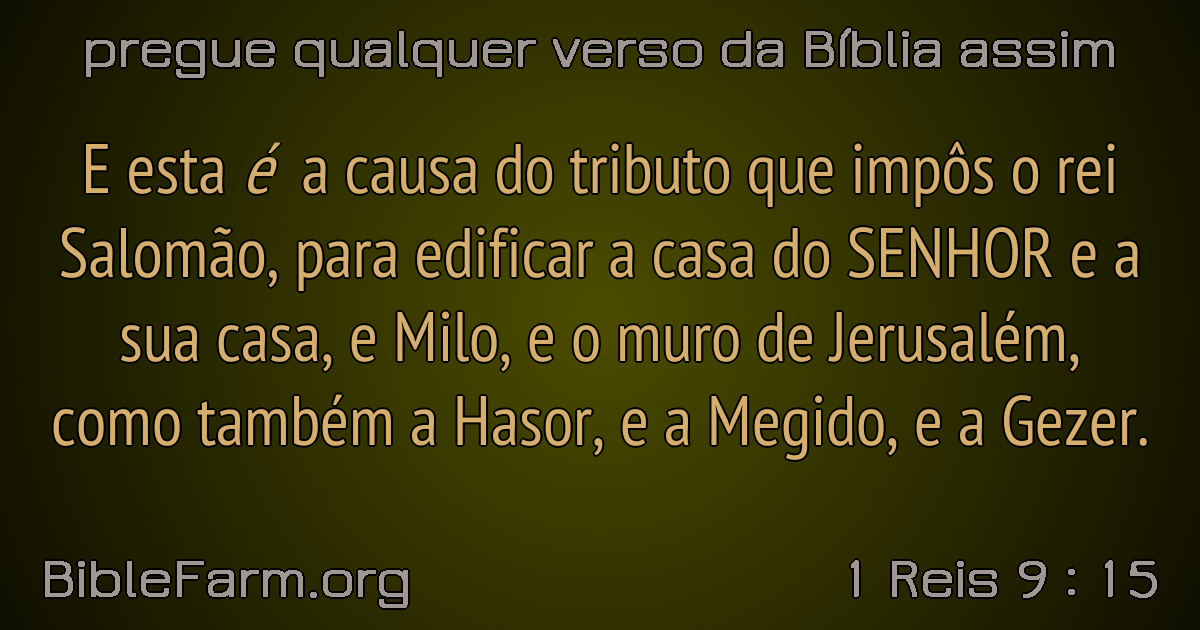 pregue qualquer verso da Bíblia assim
E esta é a causa do tributo que impôs o rei
Salomão, para edificar a casa do SENHOR e a
sua casa, e Milo, e o muro de Jerusalém,
como também a Hasor, e a Megido, e a Gezer.
BibleFarm.org
1 Reis 9 : 15